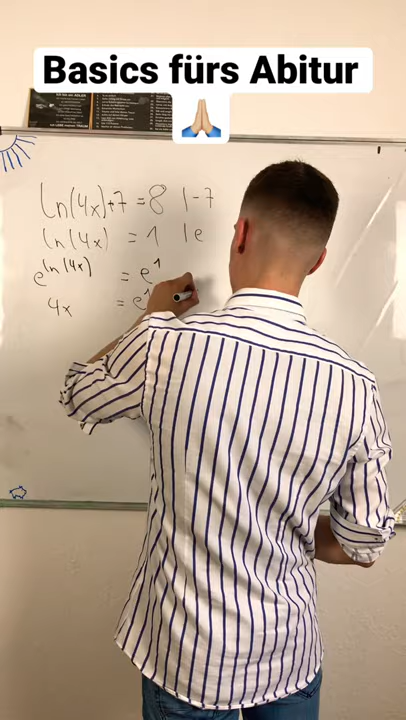 Basics fürs Abitur
🙏🏼
ln(4x)+7 = 8 | -7
ln(4x) = 1 | e
e^ln(4x) = e^1
4x = e^1